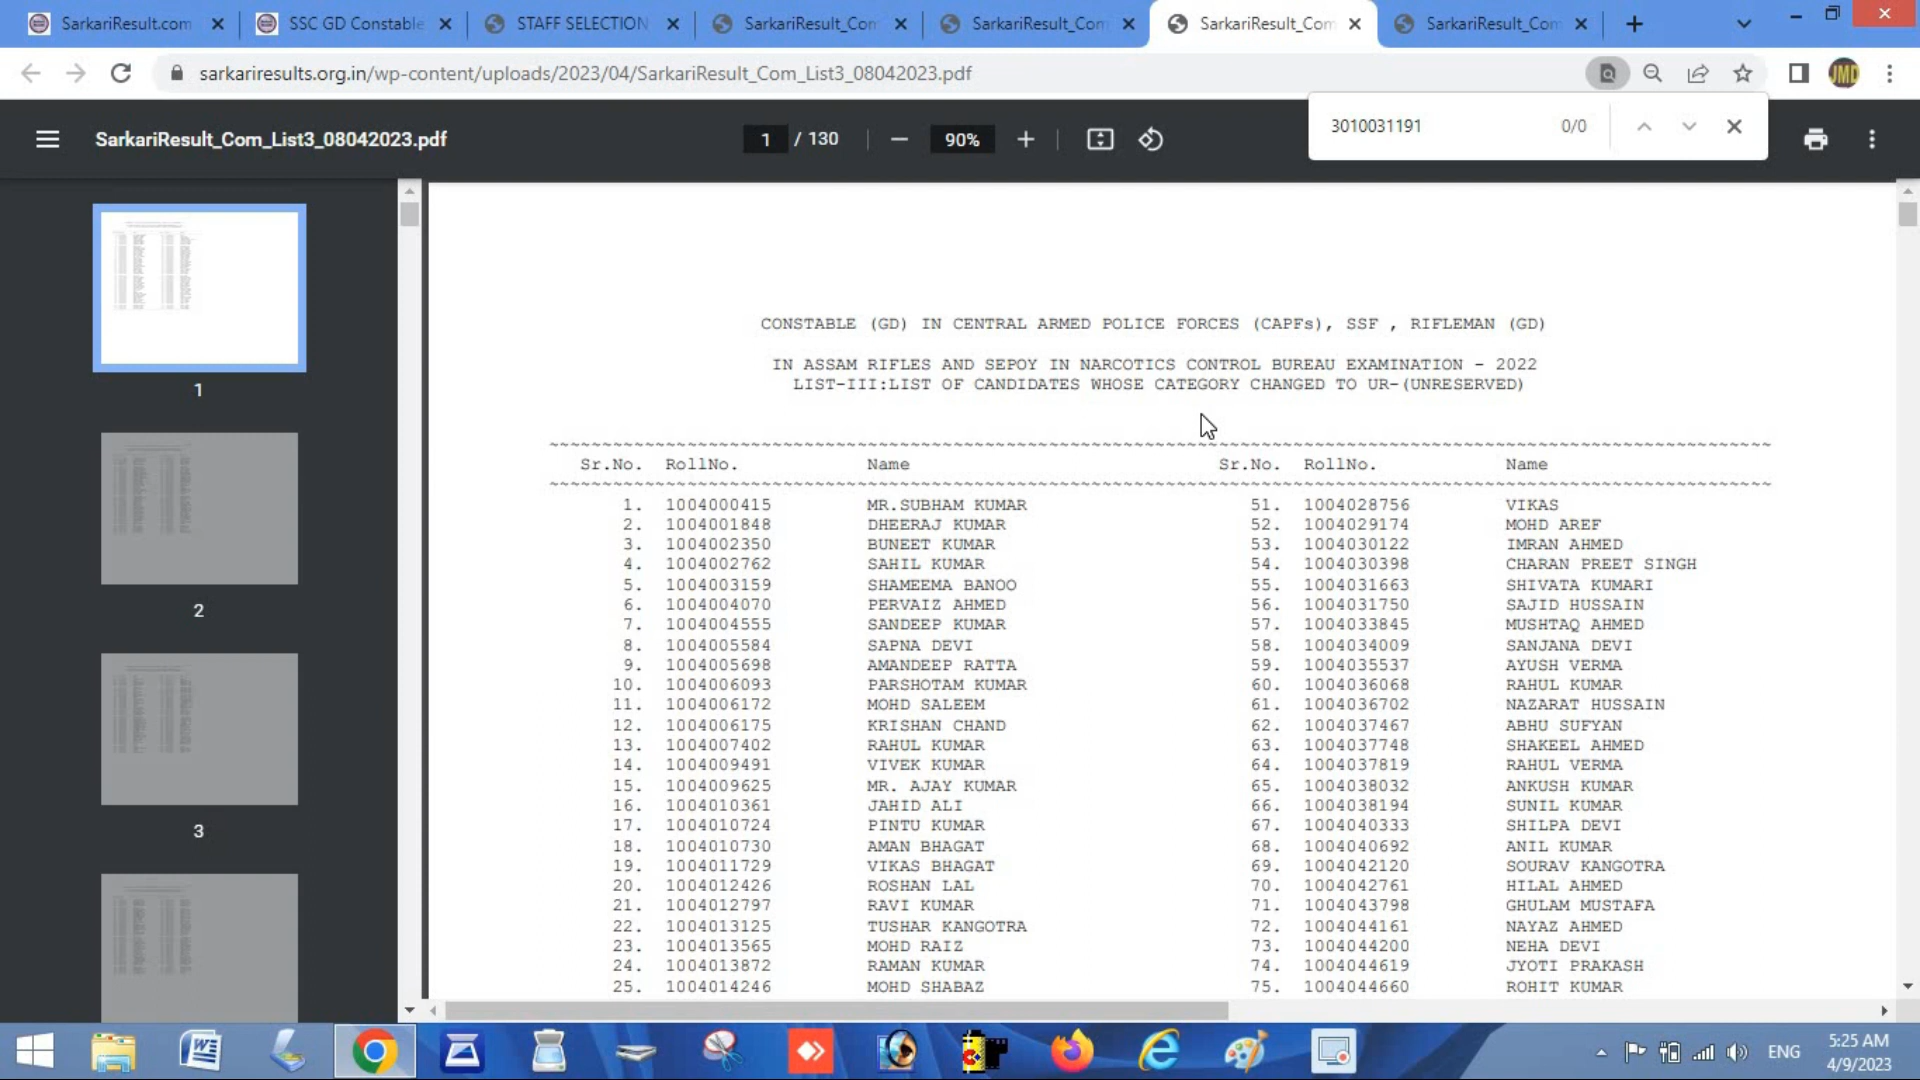 SarkariResult.com
SSC GD Constable
STAFF SELECTION
SarkariResult_Com
SarkariResult_Com
SarkariResult_Com
SarkariResult_Com
sarkariresults.org.in/wp-content/uploads/2023/04/SarkariResult_Com_List3_08042023.pdf
JMD
SarkariResult_Com_List3_08042023.pdf
1 / 130
90%
3010031191 0/0
1
2
3
CONSTABLE (GD) IN CENTRAL ARMED POLICE FORCES (CAPFs), SSF , RIFLEMAN (GD)
IN ASSAM RIFLES AND SEPOY IN NARCOTICS CONTROL BUREAU EXAMINATION - 2022
LIST-III:LIST OF CANDIDATES WHOSE CATEGORY CHANGED TO UR-(UNRESERVED)
Sr.No. RollNo. Name Sr.No. RollNo. Name
1. 1004000415 MR.SUBHAM KUMAR 51. 1004028756 VIKAS
2. 1004001848 DHEERAJ KUMAR 52. 1004029174 MOHD AREF
3. 1004002350 BUNEET KUMAR 53. 1004030122 IMRAN AHMED
4. 1004002762 SAHIL KUMAR 54. 1004030398 CHARAN PREET SINGH
5. 1004003159 SHAMEEMA BANOO 55. 1004031663 SHIVATA KUMARI
6. 1004004070 PERVAIZ AHMED 56. 1004031750 SAJID HUSSAIN
7. 1004004555 SANDEEP KUMAR 57. 1004033845 MUSHTAQ AHMED
8. 1004005584 SAPNA DEVI 58. 1004034009 SANJANA DEVI
9. 1004005698 AMANDEEP RATTA 59. 1004035537 AYUSH VERMA
10. 1004006093 PARSHOTAM KUMAR 60. 1004036068 RAHUL KUMAR
11. 1004006172 MOHD SALEEM 61. 1004036702 NAZARAT HUSSAIN
12. 1004006175 KRISHAN CHAND 62. 1004037467 ABHU SUFYAN
13. 1004007402 RAHUL KUMAR 63. 1004037748 SHAKEEL AHMED
14. 1004009491 VIVEK KUMAR 64. 1004037819 RAHUL VERMA
15. 1004009625 MR. AJAY KUMAR 65. 1004038032 ANKUSH KUMAR
16. 1004010361 JAHID ALI 66. 1004038194 SUNIL KUMAR
17. 1004010724 PINTU KUMAR 67. 1004040333 SHILPA DEVI
18. 1004010730 AMAN BHAGAT 68. 1004040692 ANIL KUMAR
19. 1004011729 VIKAS BHAGAT 69. 1004042120 SOURAV KANGOTRA
20. 1004012426 ROSHAN LAL 70. 1004042761 HILAL AHMED
21. 1004012797 RAVI KUMAR 71. 1004043798 GHULAM MUSTAFA
22. 1004013125 TUSHAR KANGOTRA 72. 1004044161 NAYAZ AHMED
23. 1004013565 MOHD RAIZ 73. 1004044200 NEHA DEVI
24. 1004013872 RAMAN KUMAR 74. 1004044619 JYOTI PRAKASH
25. 1004014246 MOHD SHABAZ 75. 1004044660 ROHIT KUMAR
ENG
5:25 AM
4/9/2023